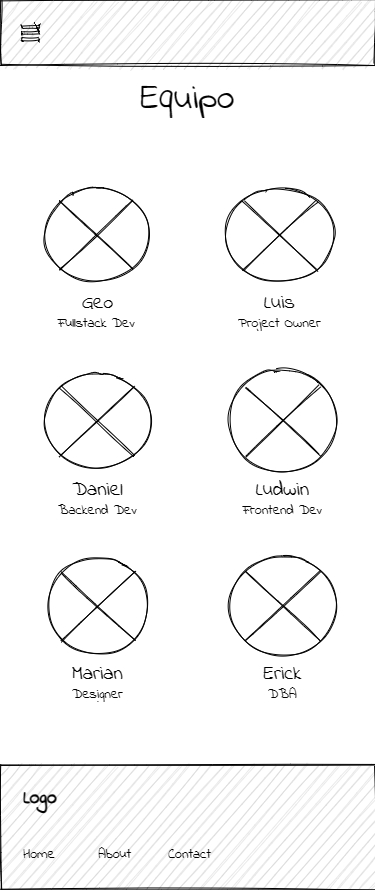 Equipo
Geo
Luis
Fullstack Dev
Project Owner
Daniel
Ludwin
Backend Dev
Frontend Dev
Marian
Erick
Designer
DBA
Logo
Home About Contact